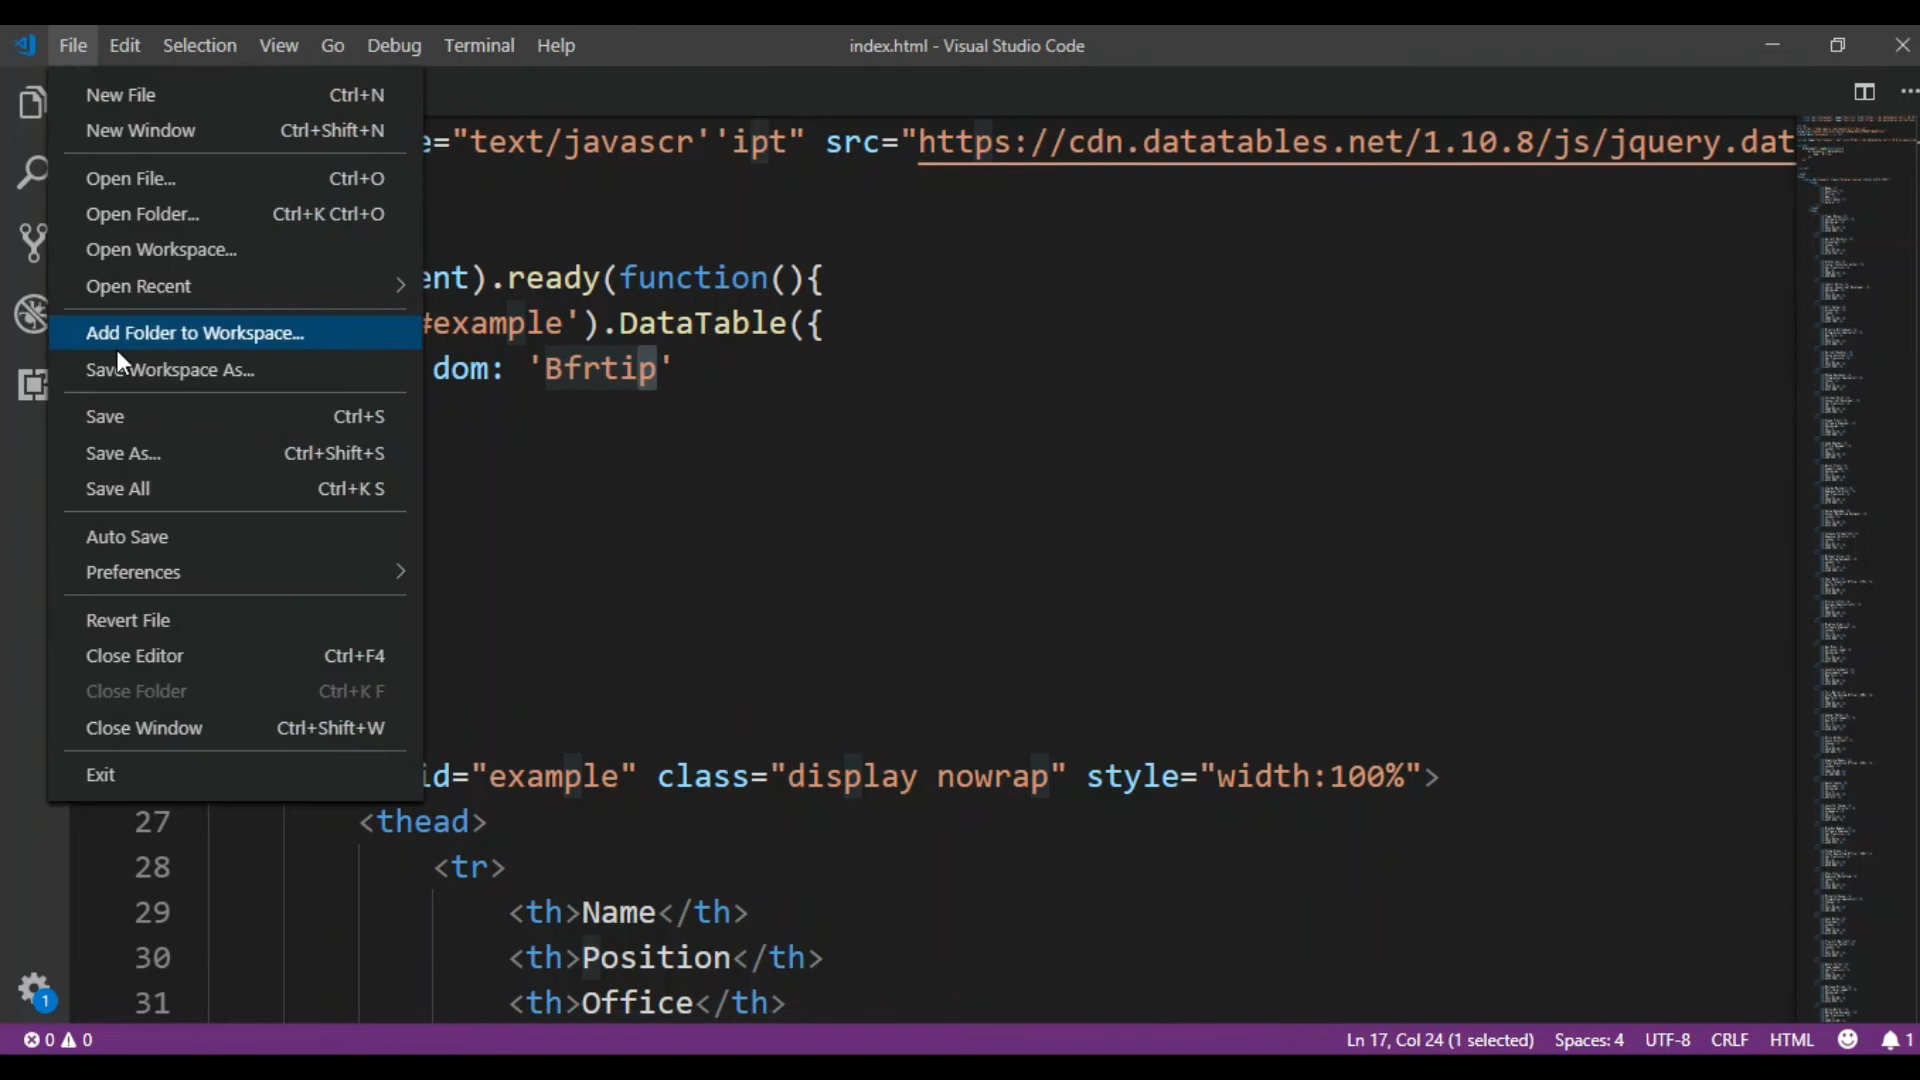 File Edit Selection View Go Debug Terminal Help index.html - Visual Studio Code
New File Ctrl+N
New Window Ctrl+Shift+N
Open File... Ctrl+O
Open Folder... Ctrl+K Ctrl+O
Open Workspace...
Open Recent
Add Folder to Workspace...
Save Workspace As...
Save Ctrl+S
Save As... Ctrl+Shift+S
Save All Ctrl+K S
Auto Save
Preferences
Revert File
Close Editor Ctrl+F4
Close Folder Ctrl+K F
Close Window Ctrl+Shift+W
Exit
e="text/javascr''ipt" src="https://cdn.datatables.net/1.10.8/js/jquery.dat
ent).ready(function(){
#example').DataTable({
dom: 'Bfrtip'
id="example" class="display nowrap" style="width:100%">
27 <thead>
28 <tr>
29 <th>Name</th>
30 <th>Position</th>
31 <th>Office</th>
1
0 0 Ln 17, Col 24 (1 selected) Spaces: 4 UTF-8 CRLF HTML 1